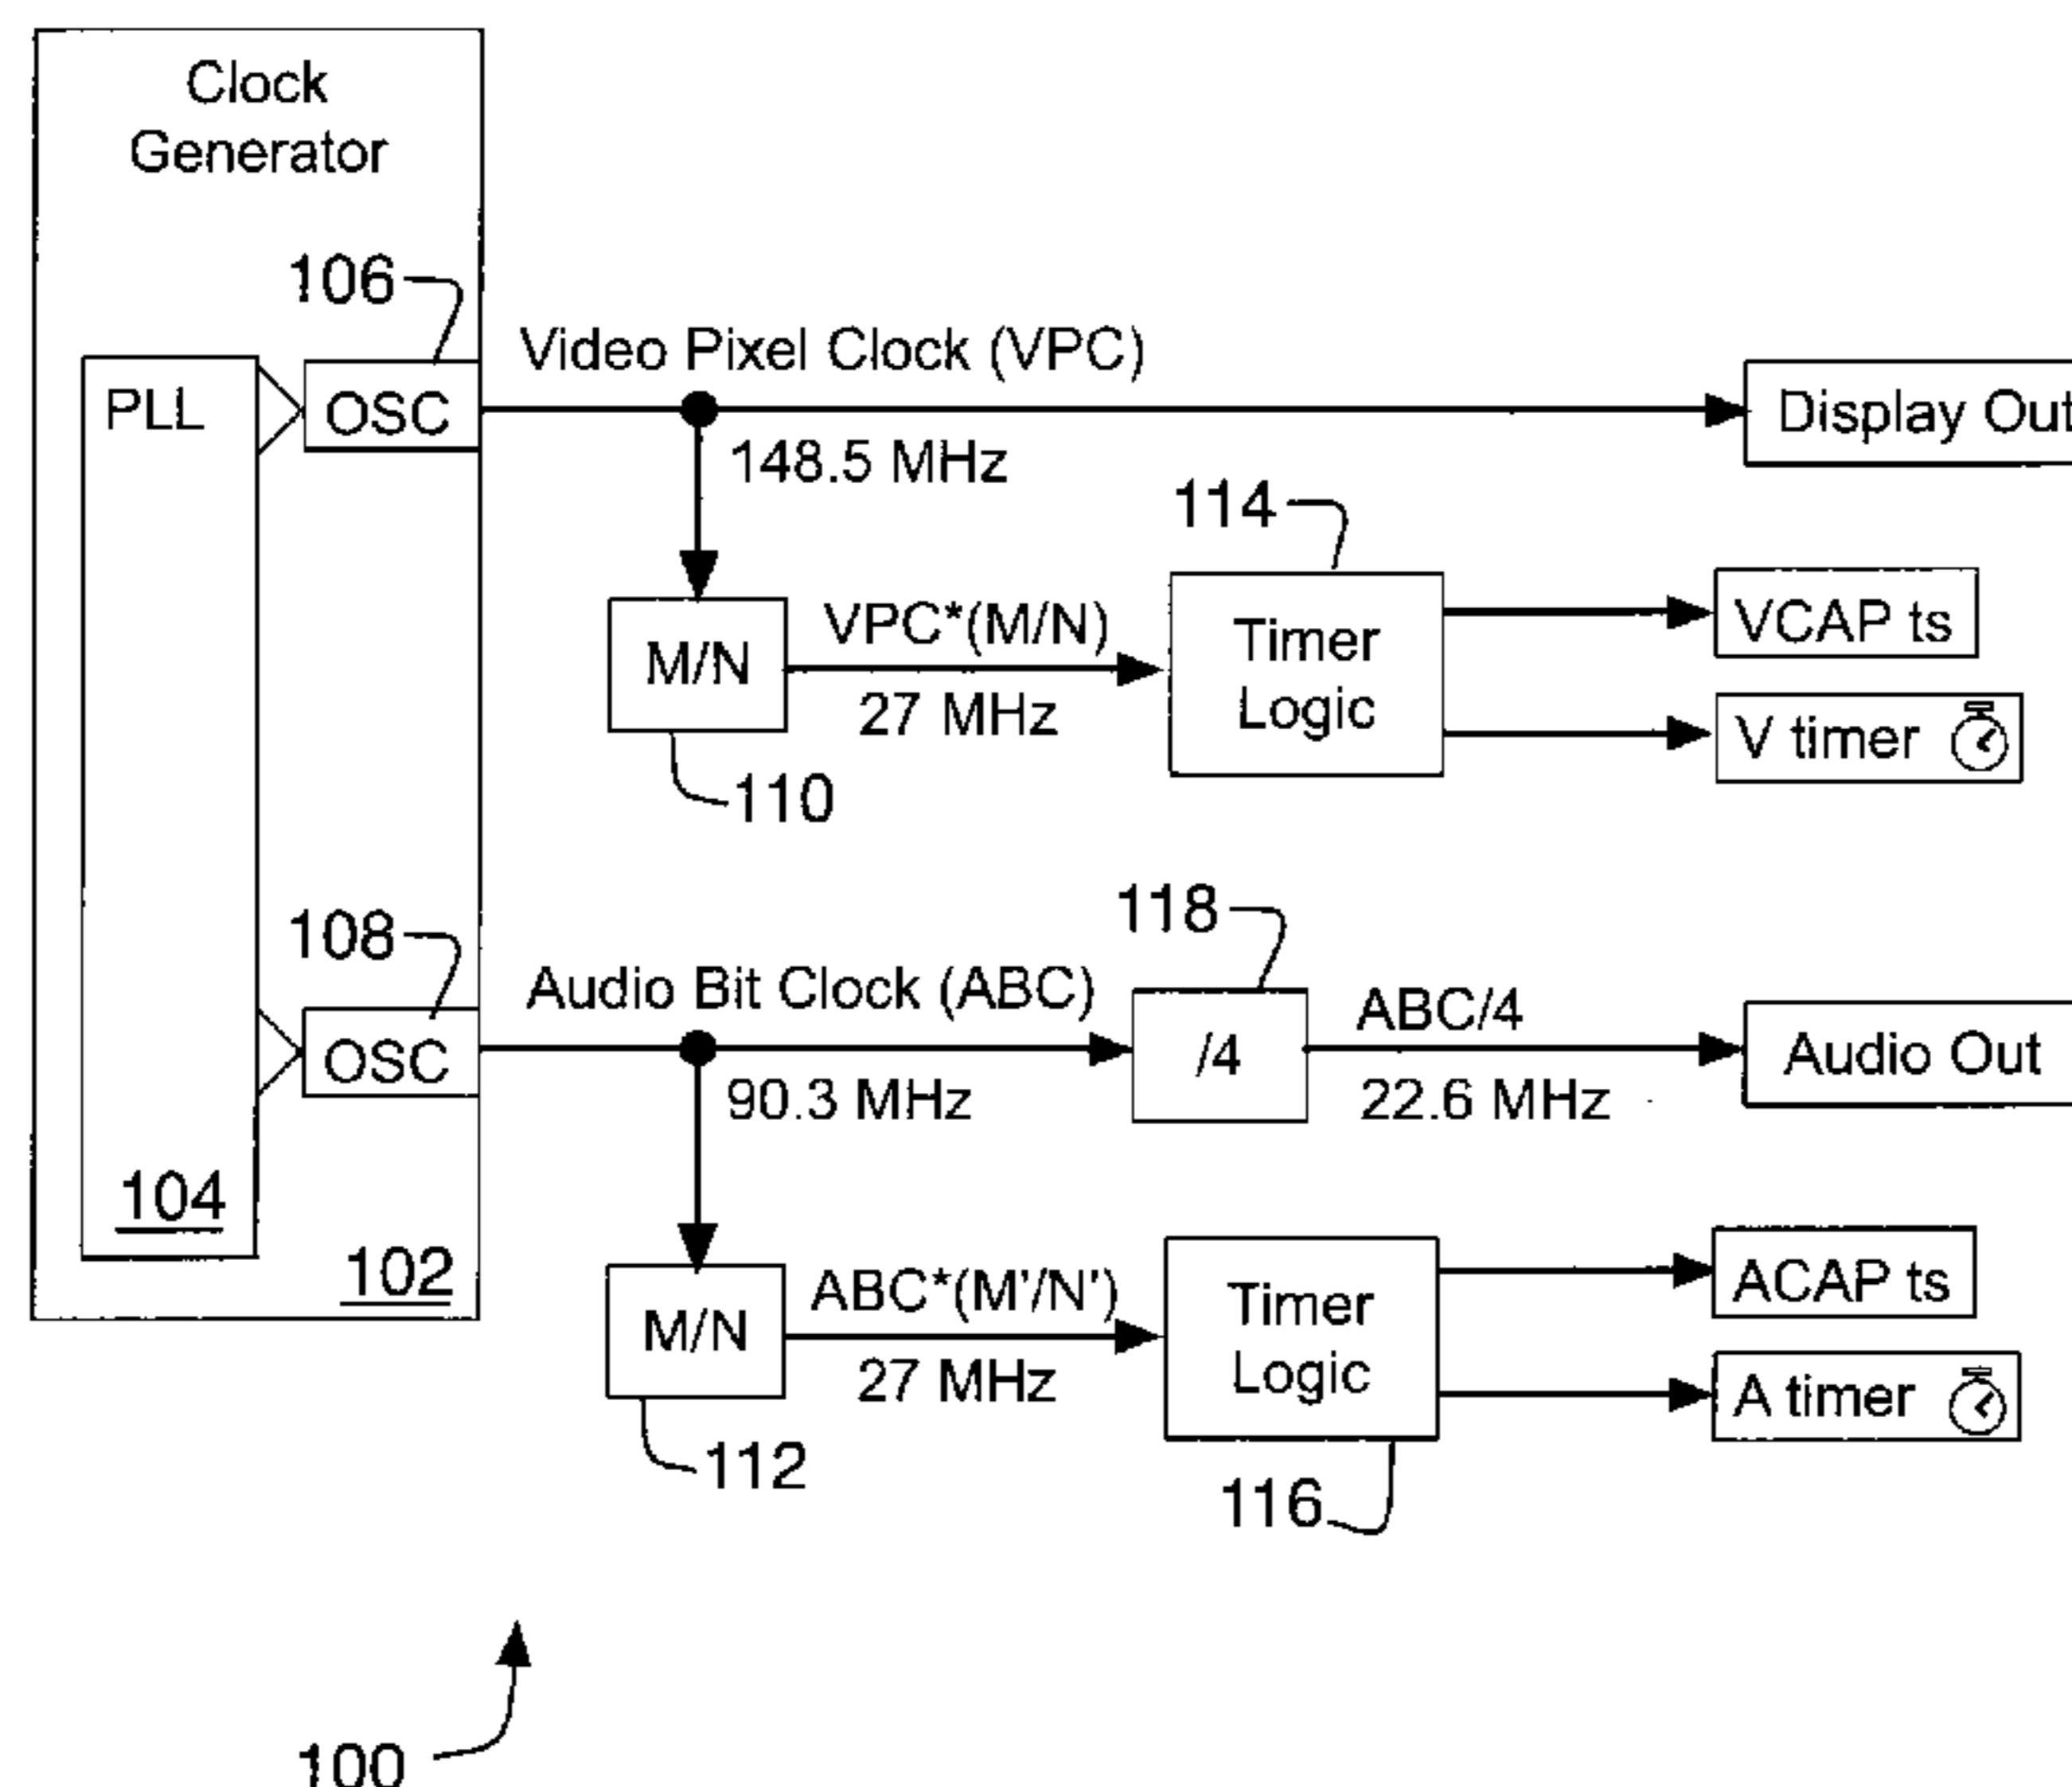 Clock
Generator
106
PLL
OSC
Video Pixel Clock (VPC)
148.5 MHz
Display Out
114
M/N
VPC*(M/N)
27 MHz
Timer
Logic
VCAP ts
V timer
110
118
108
OSC
Audio Bit Clock (ABC)
90.3 MHz
/4
ABC/4
22.6 MHz
Audio Out
104
102
M/N
ABC*(M'/N')
27 MHz
Timer
Logic
ACAP ts
A timer
112
116
100